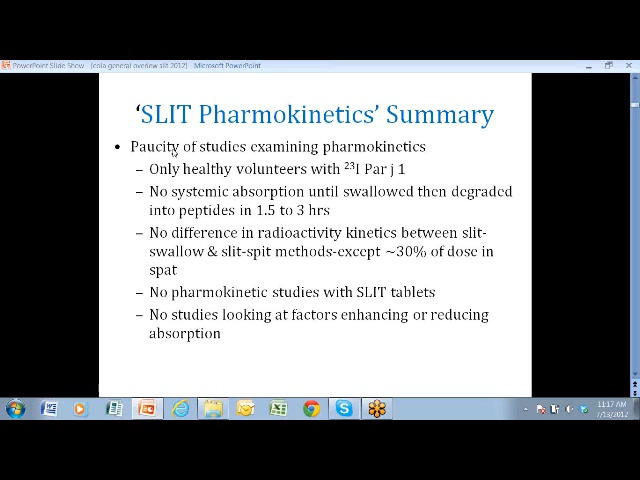 PowerPoint Slide Show - (cola general overiew slit 2012) - Microsoft PowerPoint
‘SLIT Pharmokinetics’ Summary
• Paucity of studies examining pharmokinetics
– Only healthy volunteers with ²³I Par j 1
– No systemic absorption until swallowed then degraded
into peptides in 1.5 to 3 hrs
– No difference in radioactivity kinetics between slit-
swallow & slit-spit methods-except ~30% of dose in
spat
– No pharmokinetic studies with SLIT tablets
– No studies looking at factors enhancing or reducing
absorption
11:17 AM
7/13/2012